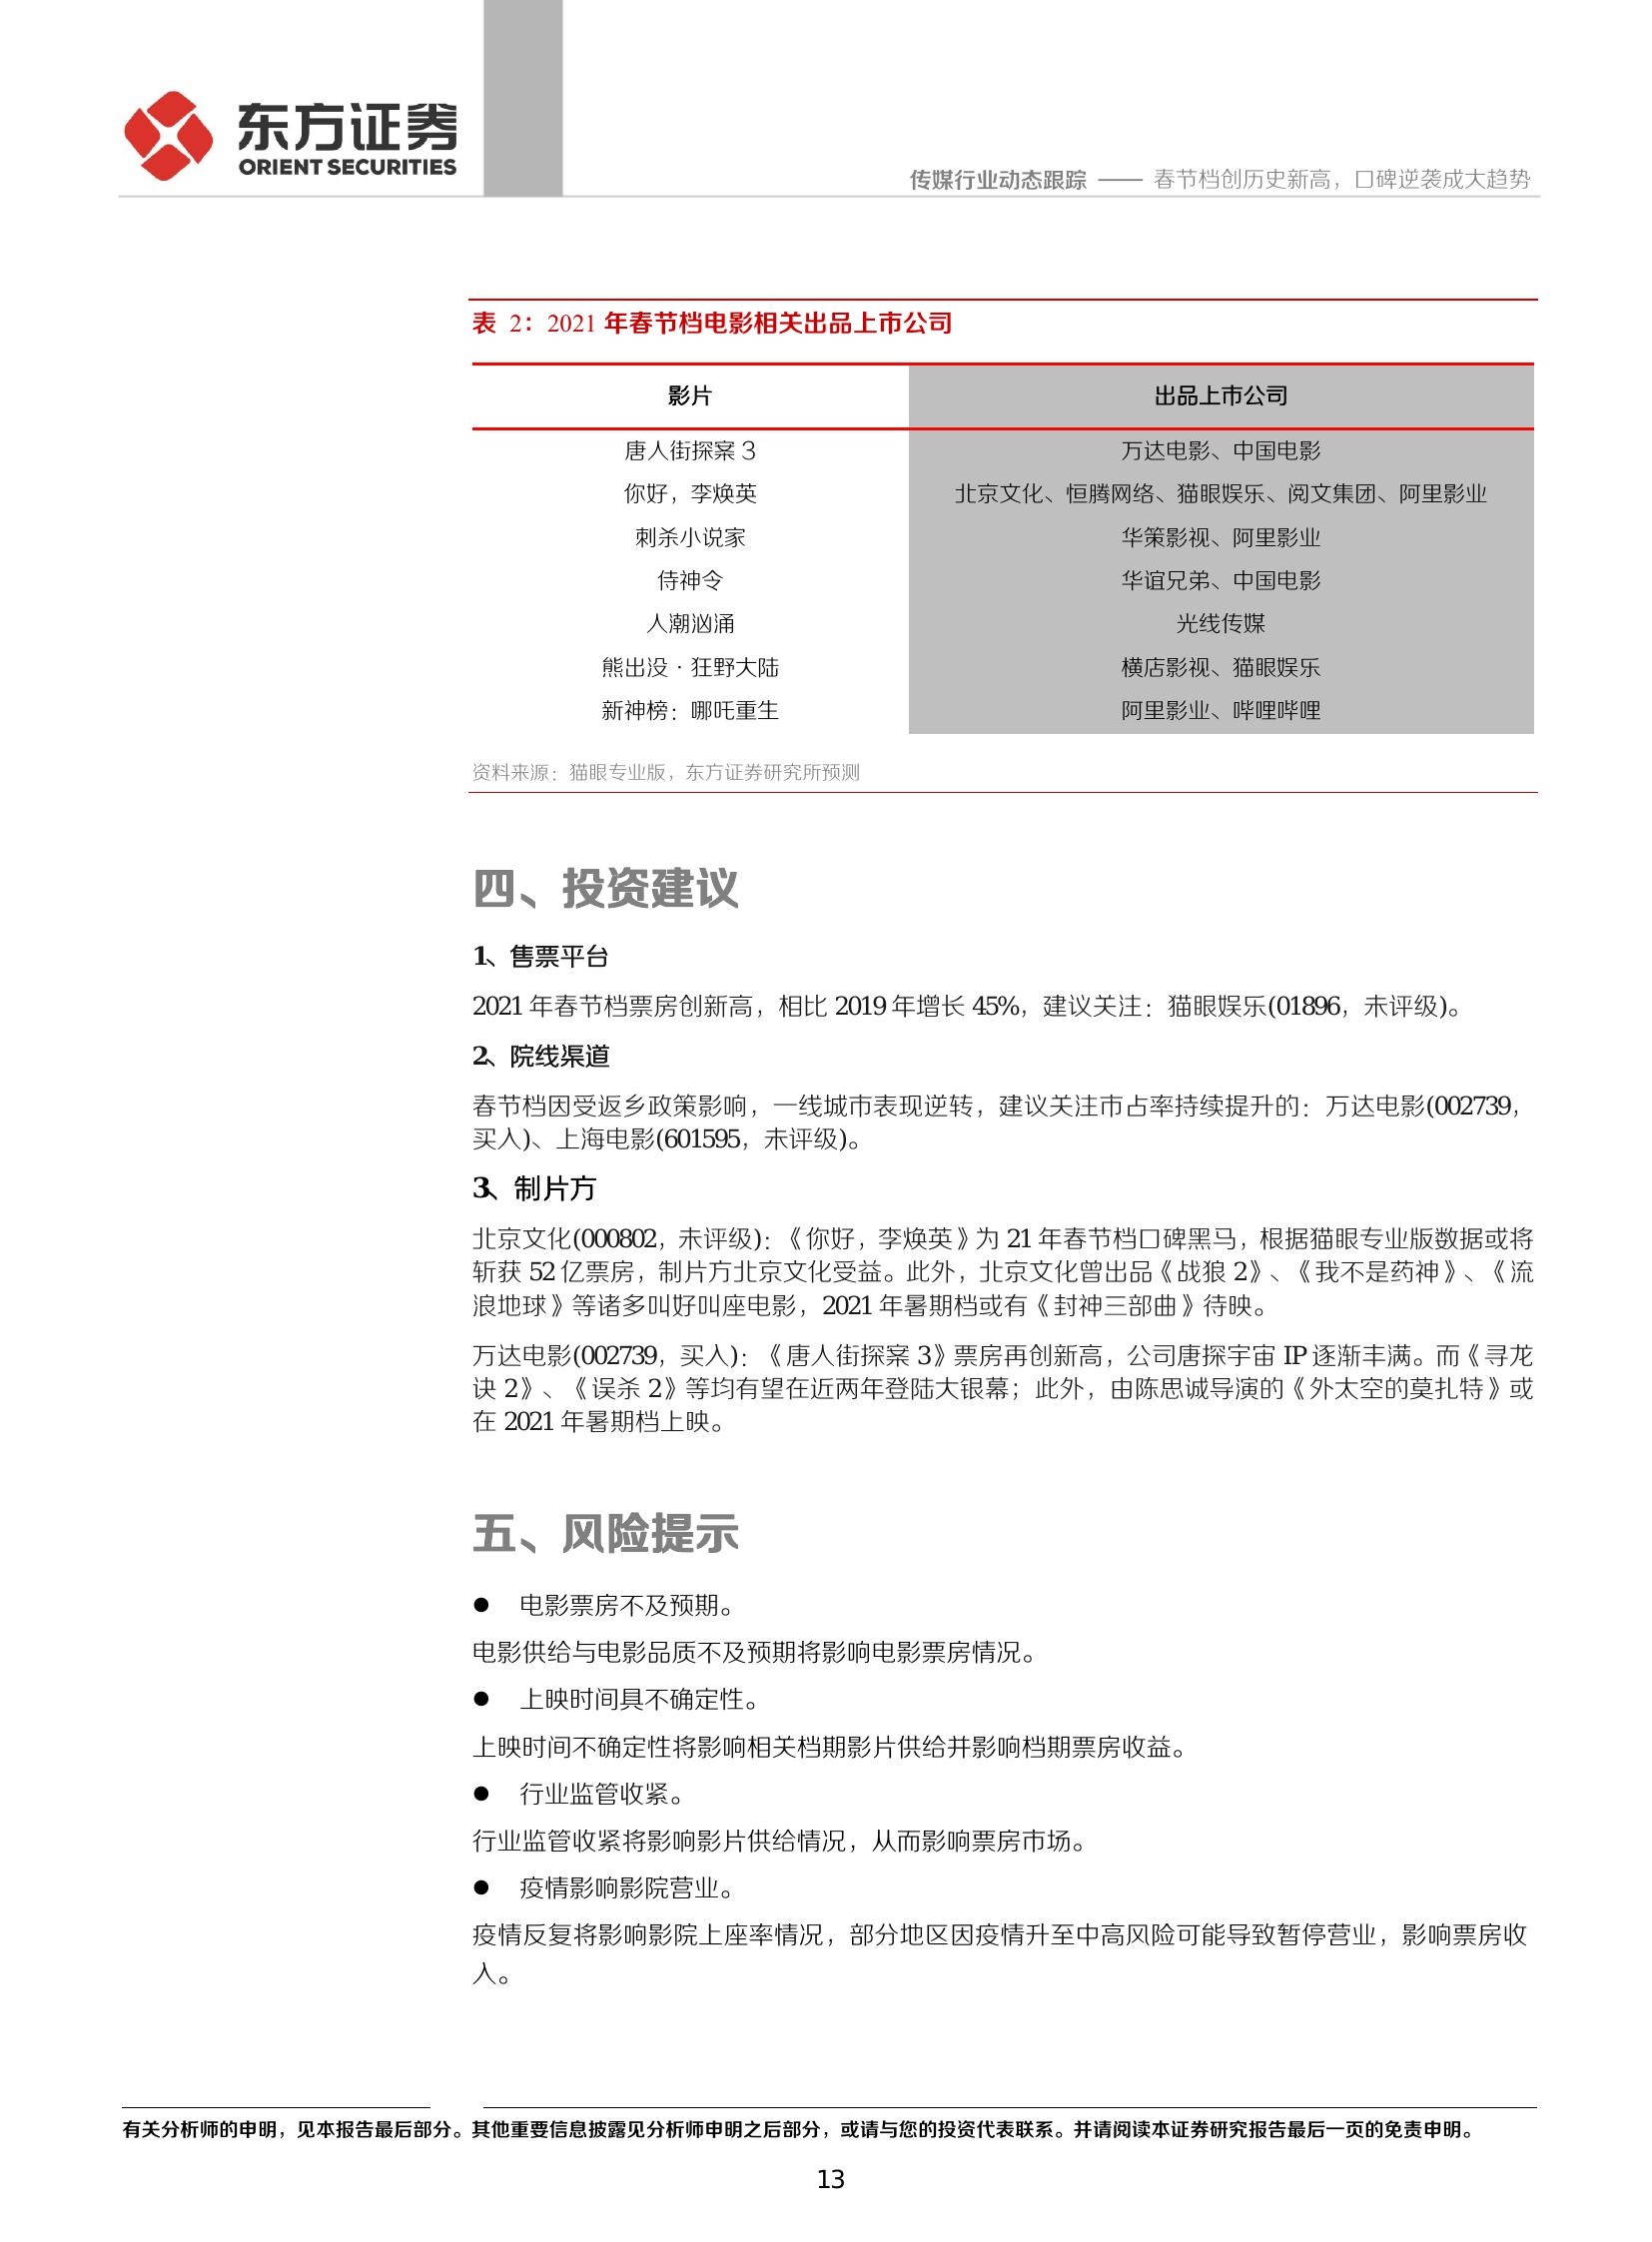 东方证券
ORIENT SECURITIES
传媒行业动态跟踪 —— 春节档创历史新高，口碑逆袭成大趋势
表 2：2021 年春节档电影相关出品上市公司
影片 出品上市公司
唐人街探案 3 万达电影、中国电影
你好，李焕英 北京文化、恒腾网络、猫眼娱乐、阅文集团、阿里影业
刺杀小说家 华策影视、阿里影业
侍神令 华谊兄弟、中国电影
人潮汹涌 光线传媒
熊出没·狂野大陆 横店影视、猫眼娱乐
新神榜：哪吒重生 阿里影业、哔哩哔哩
资料来源：猫眼专业版，东方证券研究所预测
四、投资建议
1、售票平台
2021 年春节档票房创新高，相比 2019 年增长 45%，建议关注：猫眼娱乐(01896，未评级)。
2、院线渠道
春节档因受返乡政策影响，一线城市表现逆转，建议关注市占率持续提升的：万达电影(002739，
买入)、上海电影(601595，未评级)。
3、制片方
北京文化(000802，未评级)：《你好，李焕英》为 21 年春节档口碑黑马，根据猫眼专业版数据或将
斩获 52 亿票房，制片方北京文化受益。此外，北京文化曾出品《战狼 2》、《我不是药神》、《流
浪地球》等诸多叫好叫座电影，2021 年暑期档或有《封神三部曲》待映。
万达电影(002739，买入)：《唐人街探案 3》票房再创新高，公司唐探宇宙 IP 逐渐丰满。而《寻龙
诀 2》、《误杀 2》等均有望在近两年登陆大银幕；此外，由陈思诚导演的《外太空的莫扎特》或
在 2021 年暑期档上映。
五、风险提示
● 电影票房不及预期。
电影供给与电影品质不及预期将影响电影票房情况。
● 上映时间具不确定性。
上映时间不确定性将影响相关档期影片供给并影响档期票房收益。
● 行业监管收紧。
行业监管收紧将影响影片供给情况，从而影响票房市场。
● 疫情影响影院营业。
疫情反复将影响影院上座率情况，部分地区因疫情升至中高风险可能导致暂停营业，影响票房收
入。
有关分析师的申明，见本报告最后部分。其他重要信息披露见分析师申明之后部分，或请与您的投资代表联系。并请阅读本证券研究报告最后一页的免责申明。
13